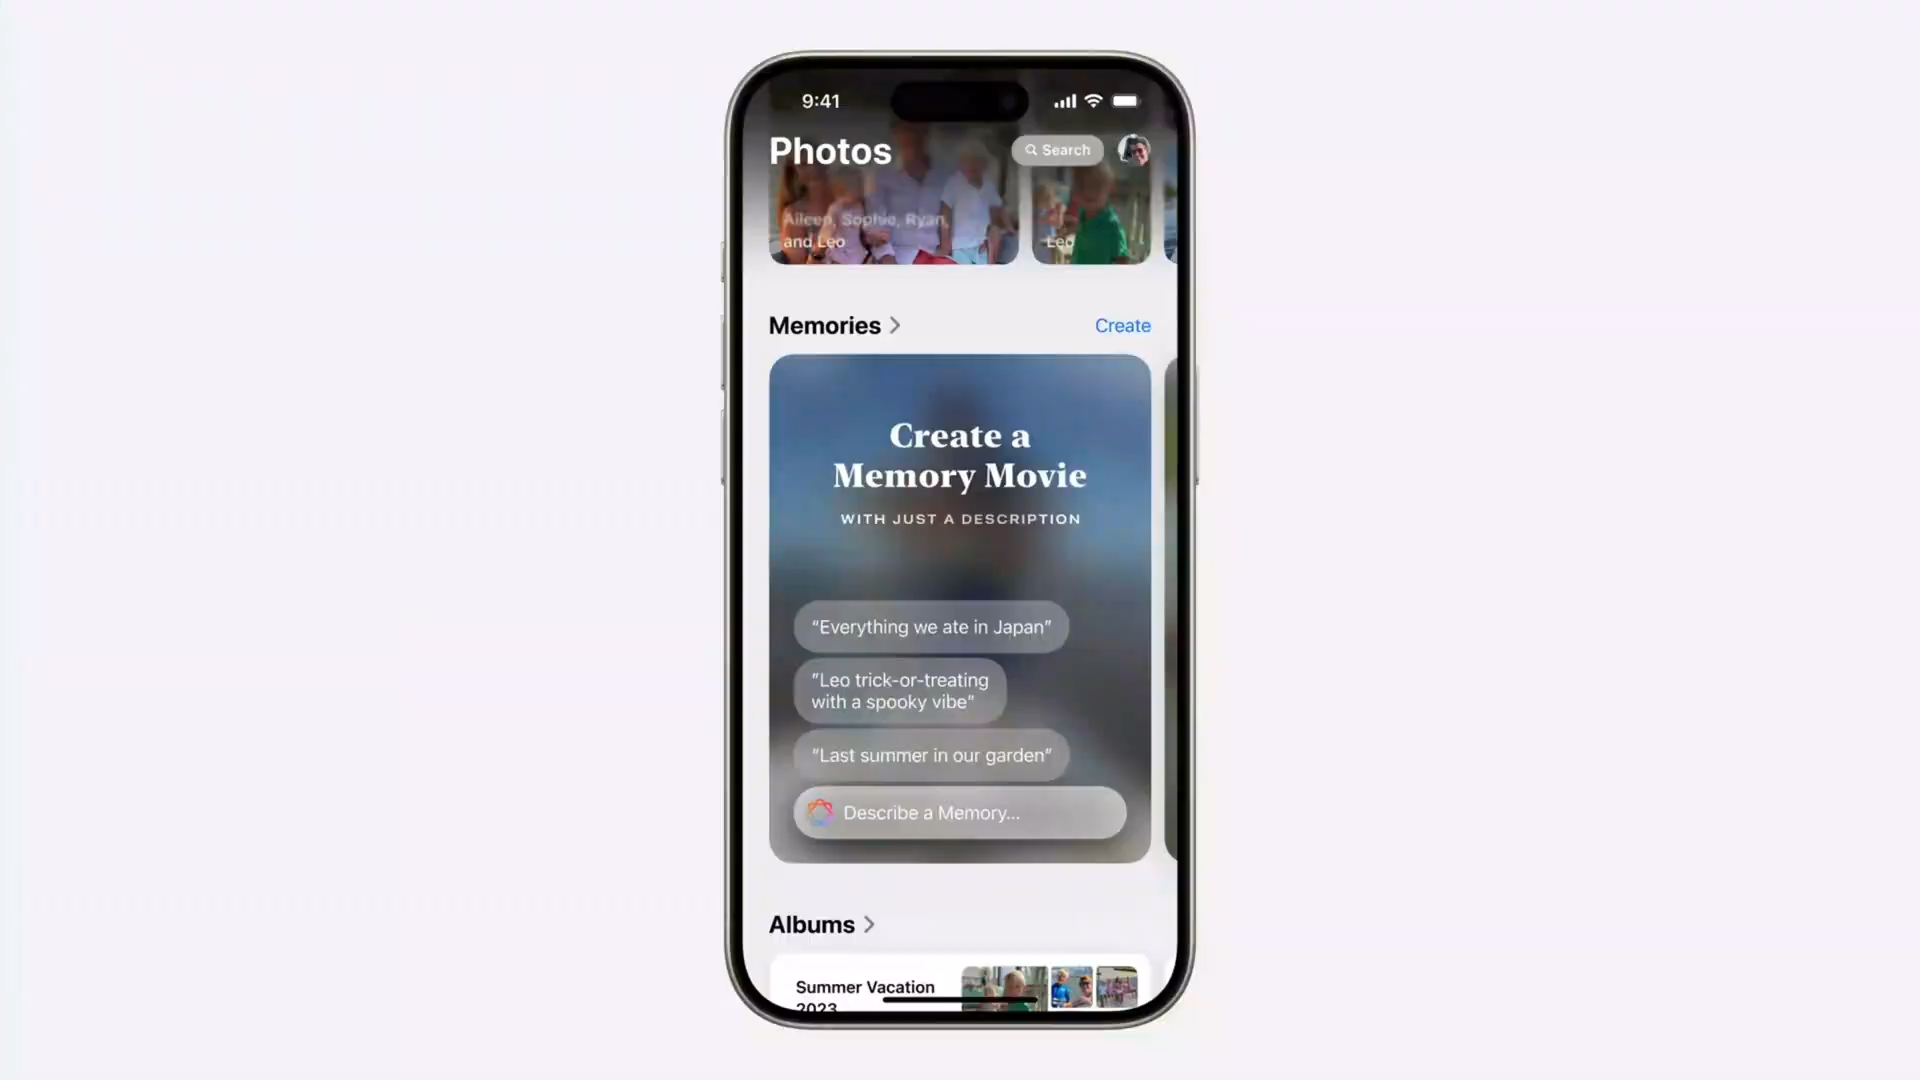 9:41
Photos
Search
Aileen, Sophie, Ryan,
and Leo
Leo
Memories
Create
Create a
Memory Movie
WITH JUST A DESCRIPTION
“Everything we ate in Japan”
“Leo trick-or-treating
with a spooky vibe”
“Last summer in our garden”
Describe a Memory...
Albums
Summer Vacation
2023